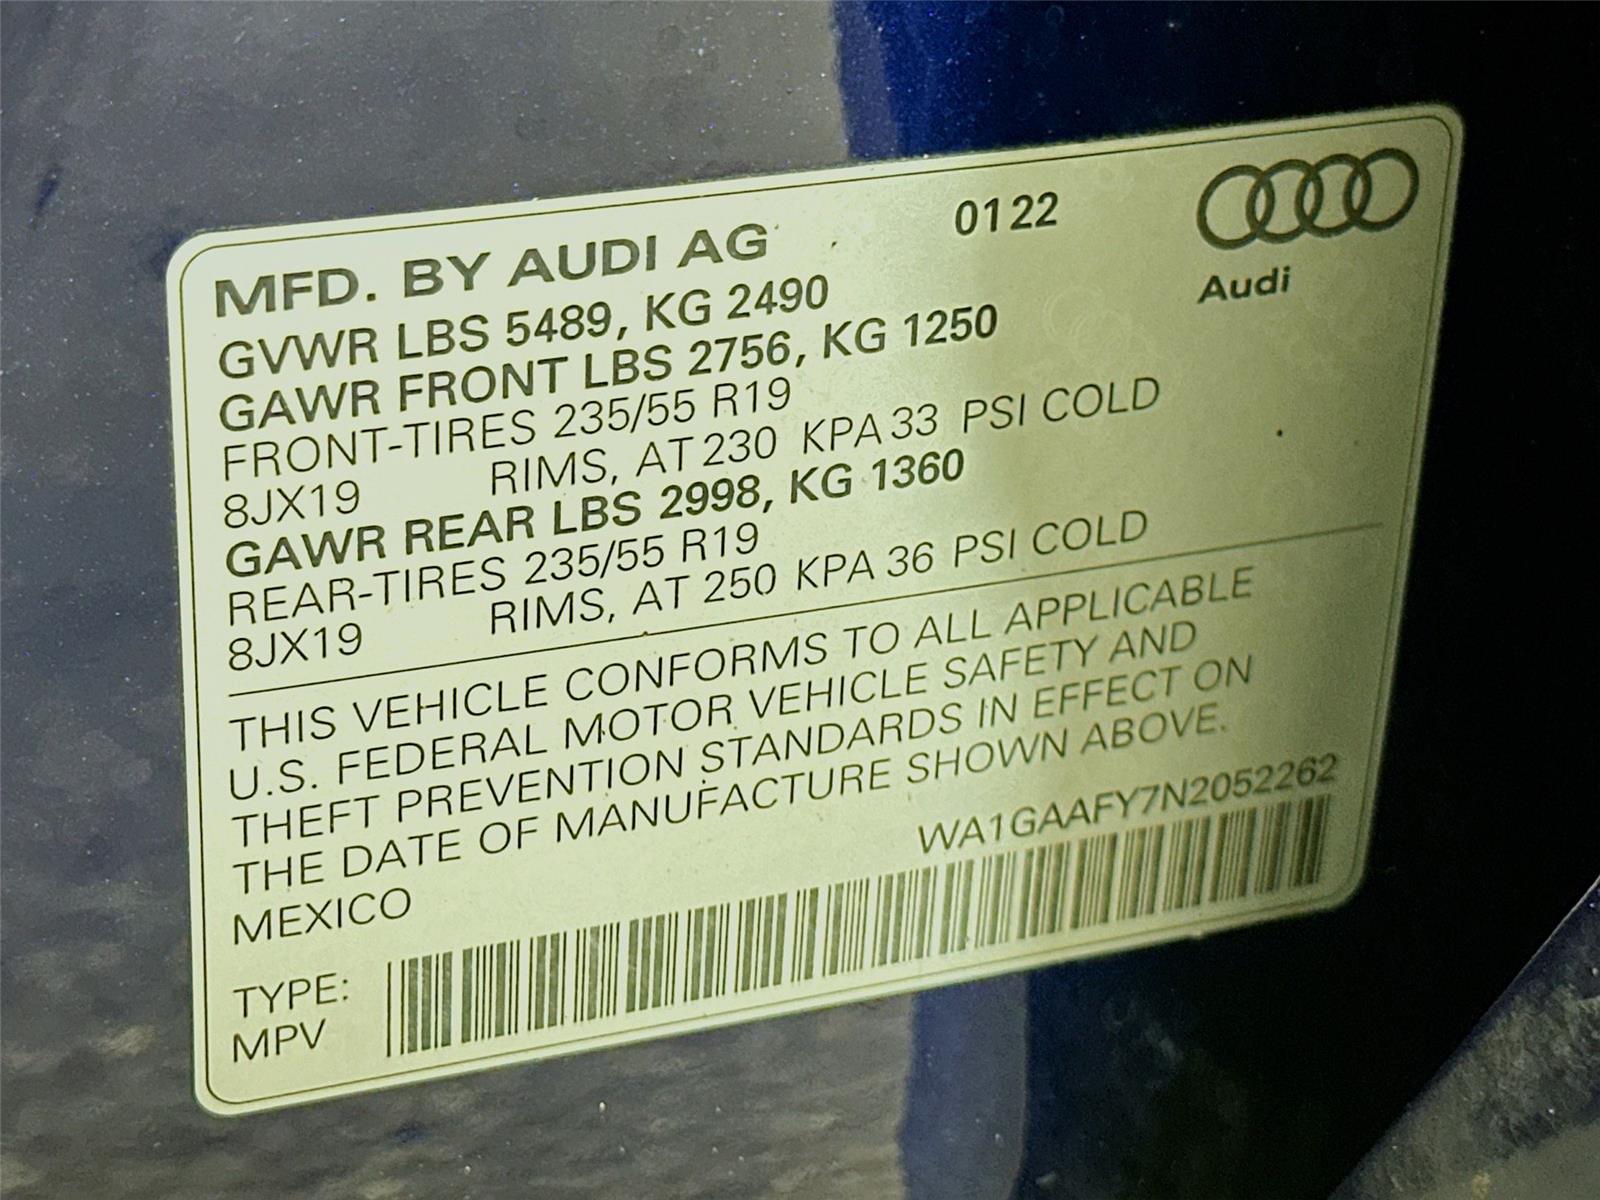 MFD. BY AUDI AG
0122
Audi
GVWR LBS 5489, KG 2490
GAWR FRONT LBS 2756, KG 1250
FRONT-TIRES 235/55 R19
8JX19 RIMS, AT 230 KPA 33 PSI COLD
GAWR REAR LBS 2998, KG 1360
REAR-TIRES 235/55 R19
8JX19 RIMS, AT 250 KPA 36 PSI COLD
THIS VEHICLE CONFORMS TO ALL APPLICABLE
U.S. FEDERAL MOTOR VEHICLE SAFETY AND
THEFT PREVENTION STANDARDS IN EFFECT ON
THE DATE OF MANUFACTURE SHOWN ABOVE.
MEXICO
WA1GAAFY7N2052262
TYPE:
MPV